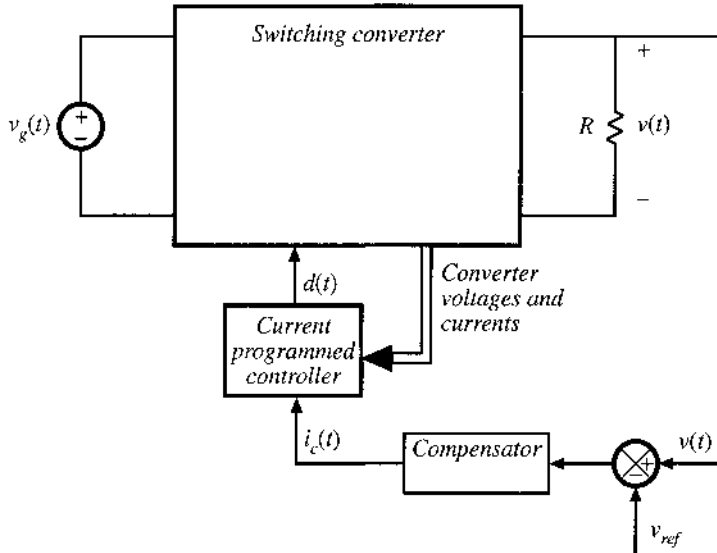 Switching converter
+
v_g(t)
+
−
R
v(t)
−
d(t)
Converter
voltages and
currents
Current
programmed
controller
i_c(t)
Compensator
+
−
v(t)
v_ref